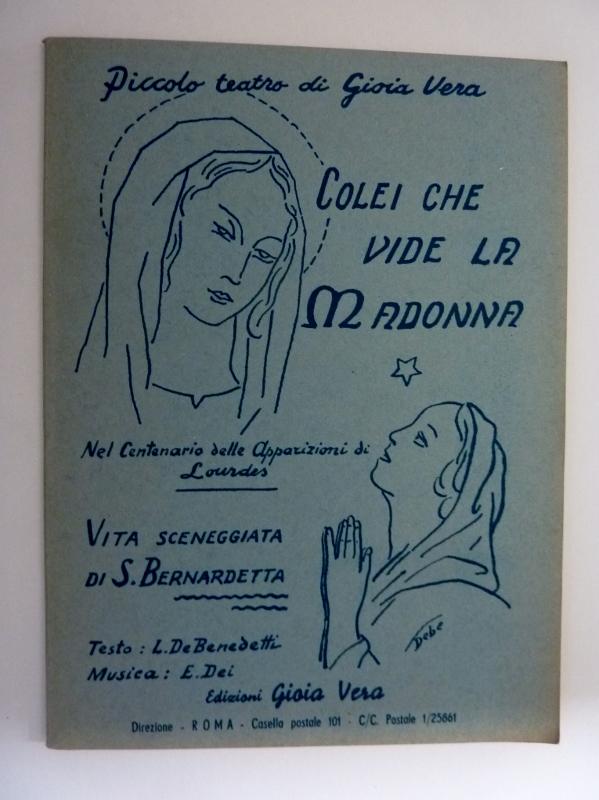 Piccolo teatro di Gioia Vera
COLEI CHE
VIDE LA
MADONNA
Nel Centenario delle Apparizioni di
Lourdes
VITA SCENEGGIATA
DI S. BERNARDETTA
Debe
Testo : L. De Benedetti
Musica : E. Dei
Edizioni Gioia Vera
Direzione - ROMA - Casella postale 101 - C/C. Postale 1/25661